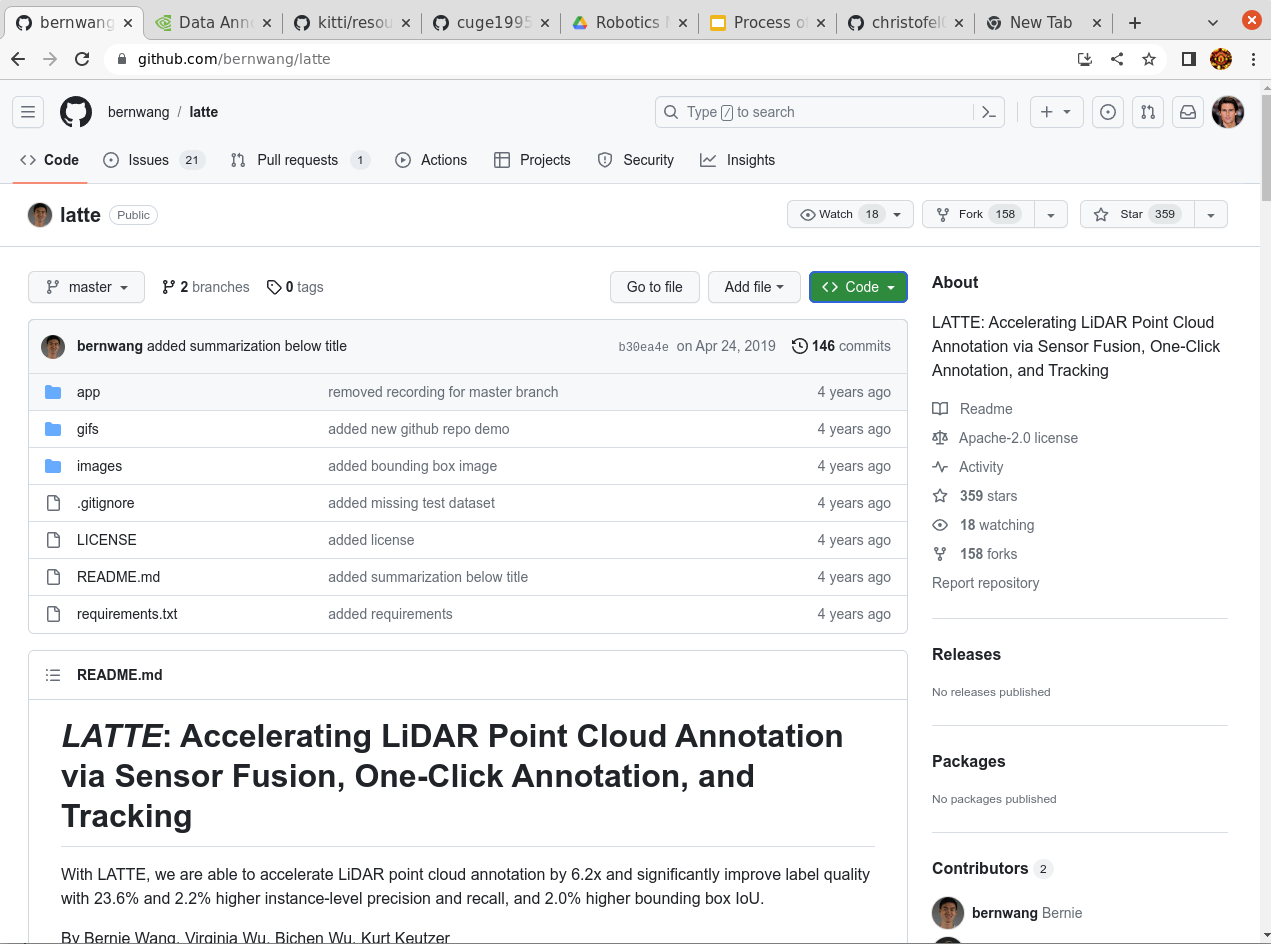 bernwang
Data Ann
kitti/resou
cuge1995
Robotics M
Process o
christofel
New Tab
github.com/bernwang/latte
bernwang / latte
Type / to search
Code
Issues 21
Pull requests 1
Actions
Projects
Security
Insights
latte Public
Watch 18
Fork 158
Star 359
master
2 branches
0 tags
Go to file
Add file
Code
bernwang added summarization below title b30ea4e on Apr 24, 2019 146 commits
app removed recording for master branch 4 years ago
gifs added new github repo demo 4 years ago
images added bounding box image 4 years ago
.gitignore added missing test dataset 4 years ago
LICENSE added license 4 years ago
README.md added summarization below title 4 years ago
requirements.txt added requirements 4 years ago
README.md
LATTE: Accelerating LiDAR Point Cloud Annotation
via Sensor Fusion, One-Click Annotation, and
Tracking
With LATTE, we are able to accelerate LiDAR point cloud annotation by 6.2x and significantly improve label quality
with 23.6% and 2.2% higher instance-level precision and recall, and 2.0% higher bounding box IoU.
By Bernie Wang, Virginia Wu, Bichen Wu, Kurt Keutzer
About
LATTE: Accelerating LiDAR Point Cloud
Annotation via Sensor Fusion, One-Click
Annotation, and Tracking
Readme
Apache-2.0 license
Activity
359 stars
18 watching
158 forks
Report repository
Releases
No releases published
Packages
No packages published
Contributors 2
bernwang Bernie